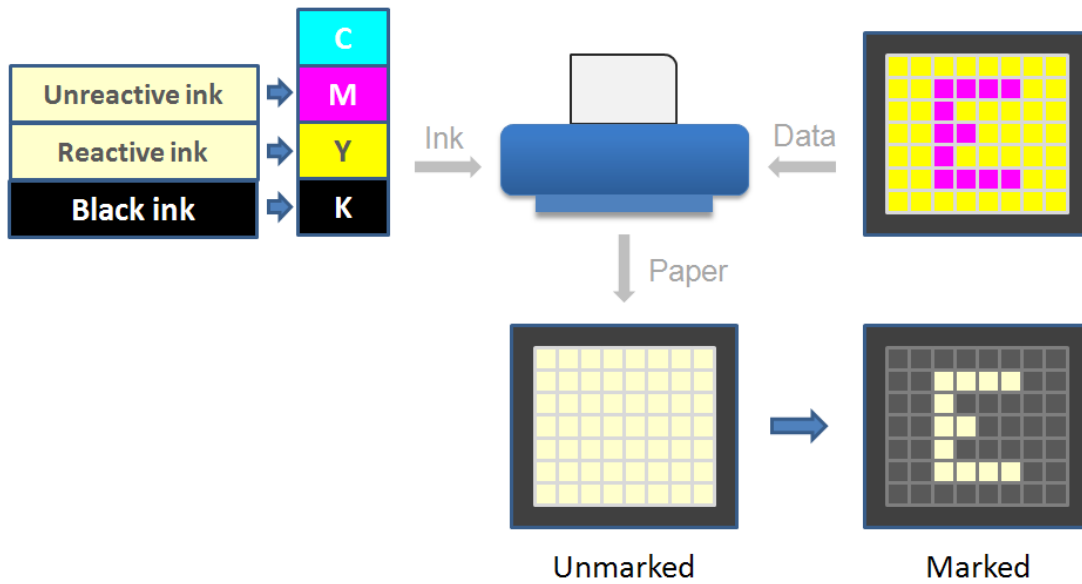 C
Unreactive ink
M
Reactive ink
Y
Black ink
K
Ink
Data
Paper
Unmarked
Marked